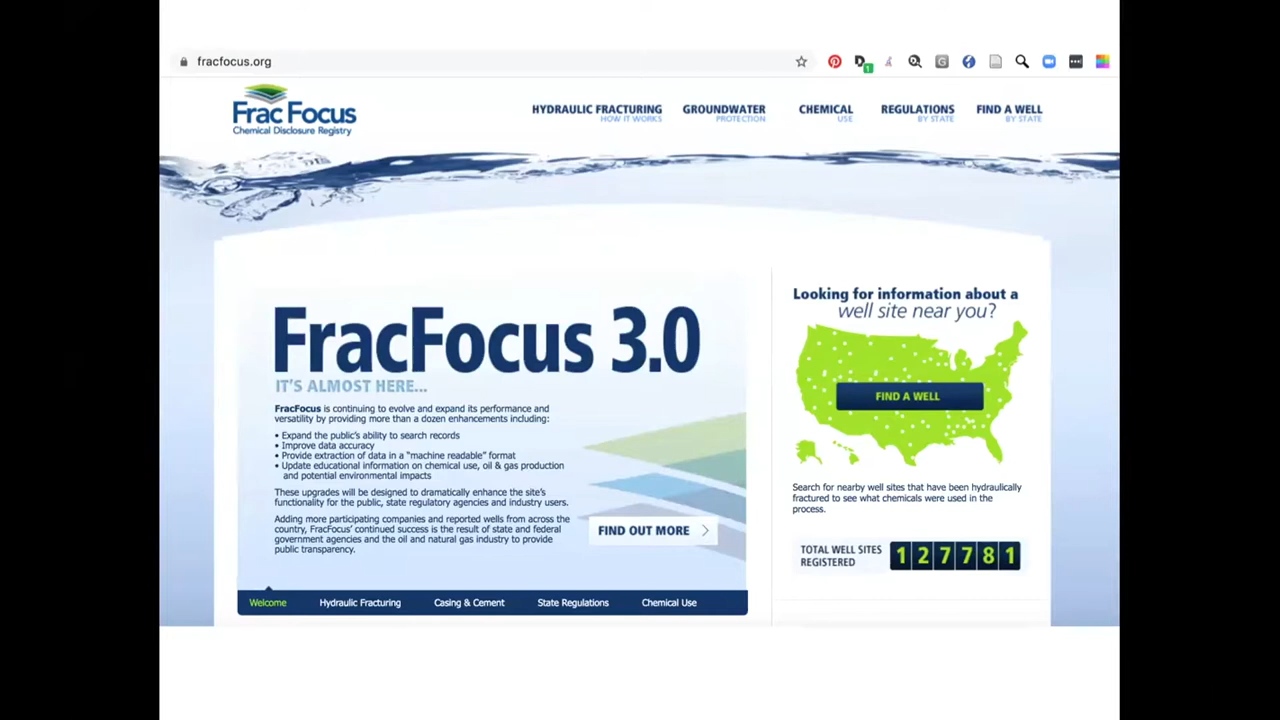 fracfocus.org
FracFocus
Chemical Disclosure Registry
HYDRAULIC FRACTURING
HOW IT WORKS
GROUNDWATER
PROTECTION
CHEMICAL
USE
REGULATIONS
BY STATE
FIND A WELL
BY STATE
FracFocus 3.0
IT'S ALMOST HERE...
FracFocus is continuing to evolve and expand its performance and
versatility by providing more than a dozen enhancements including:
• Expand the public's ability to search records
• Improve data accuracy
• Provide extraction of data in a "machine readable" format
• Update educational information on chemical use, oil & gas production
and potential environmental impacts
These upgrades will be designed to dramatically enhance the site's
functionality for the public, state regulatory agencies and industry users.
Adding more participating companies and reported wells from across the
country, FracFocus' continued success is the result of state and federal
government agencies and the oil and natural gas industry to provide
public transparency.
FIND OUT MORE
Welcome
Hydraulic Fracturing
Casing & Cement
State Regulations
Chemical Use
Looking for information about a
well site near you?
FIND A WELL
Search for nearby well sites that have been hydraulically
fractured to see what chemicals were used in the
process.
TOTAL WELL SITES
REGISTERED
127781